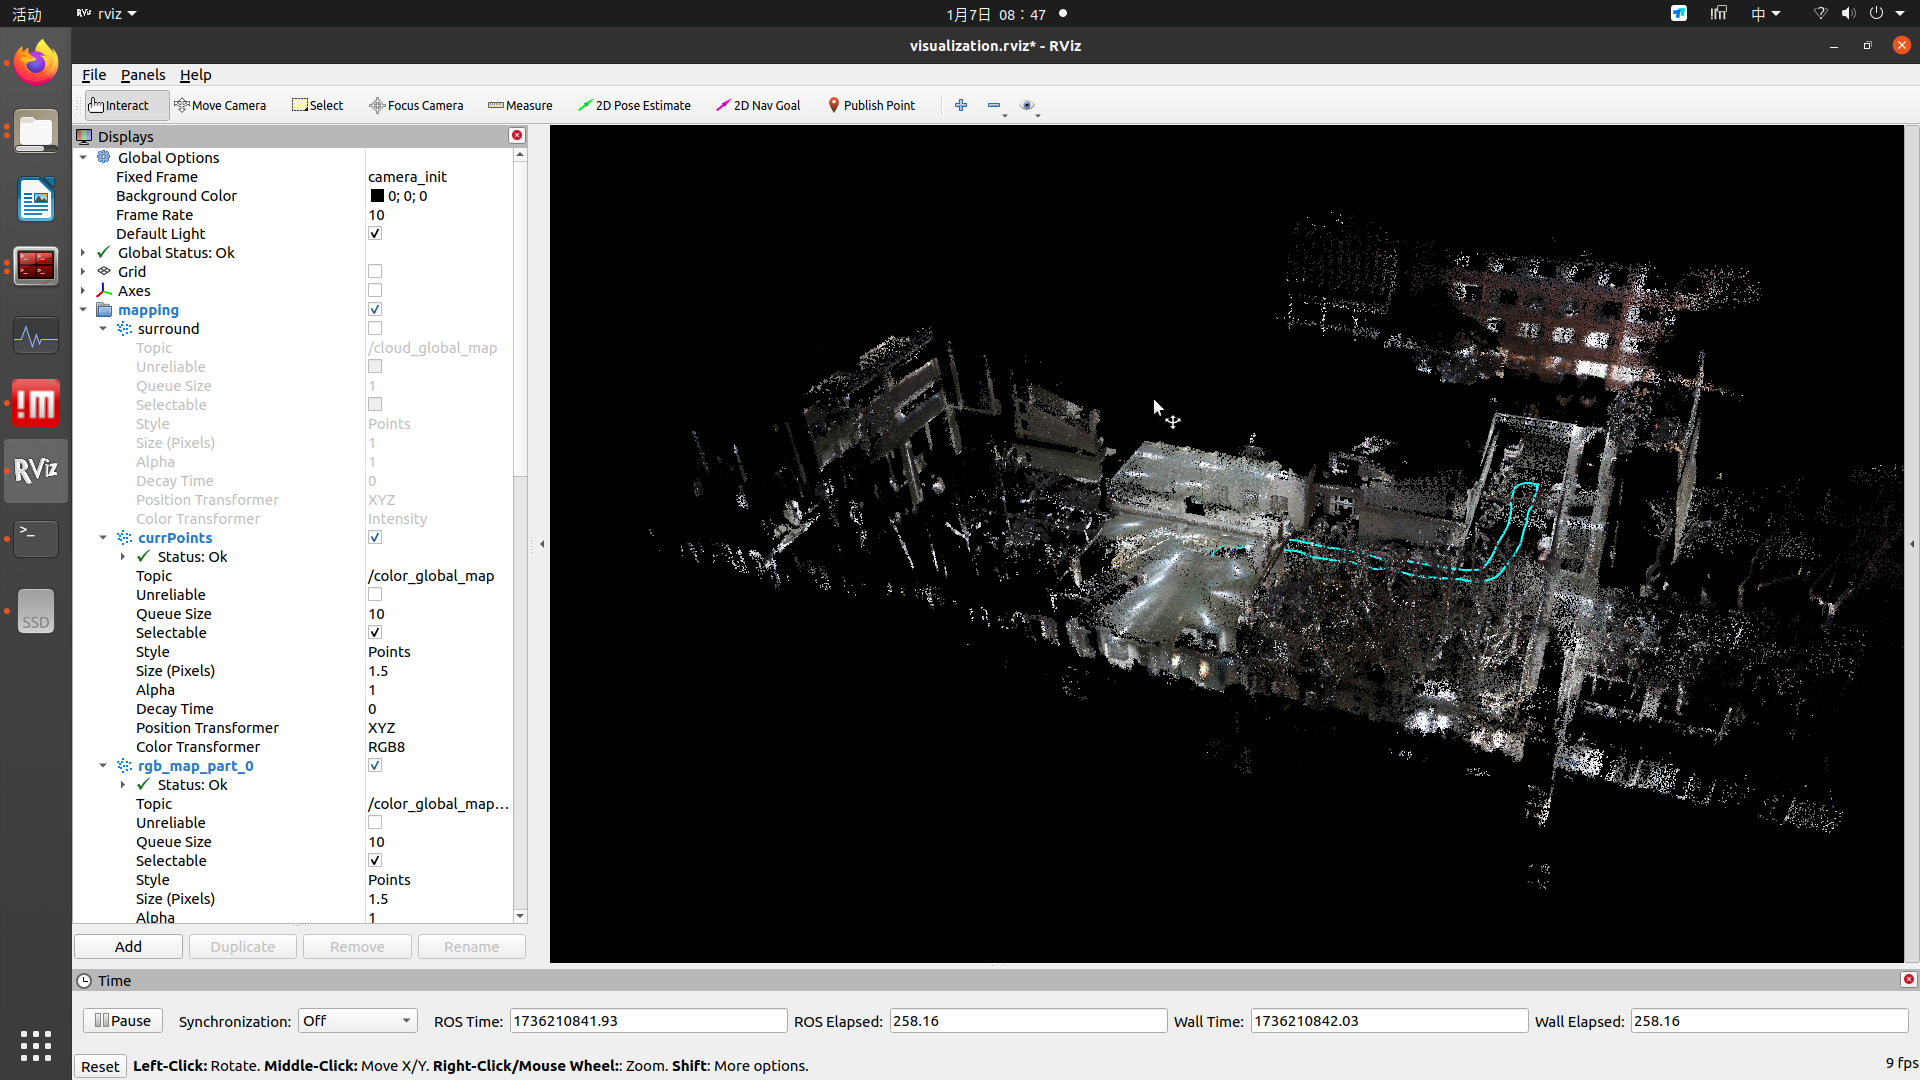 活动 rviz 1月7日 08：47 中
visualization.rviz* - RViz
File Panels Help
Interact Move Camera Select Focus Camera Measure 2D Pose Estimate 2D Nav Goal Publish Point
Displays
Global Options
Fixed Frame camera_init
Background Color 0; 0; 0
Frame Rate 10
Default Light
Global Status: Ok
Grid
Axes
mapping
surround
Topic /cloud_global_map
Unreliable
Queue Size 1
Selectable
Style Points
Size (Pixels) 1
Alpha 1
Decay Time 0
Position Transformer XYZ
Color Transformer Intensity
currPoints
Status: Ok
Topic /color_global_map
Unreliable
Queue Size 10
Selectable
Style Points
Size (Pixels) 1.5
Alpha 1
Decay Time 0
Position Transformer XYZ
Color Transformer RGB8
rgb_map_part_0
Status: Ok
Topic /color_global_map...
Unreliable
Queue Size 10
Selectable
Style Points
Size (Pixels) 1.5
Alpha 1
Add Duplicate Remove Rename
!m
RViz
>_
SSD
Time
Pause Synchronization: Off ROS Time: 1736210841.93 ROS Elapsed: 258.16 Wall Time: 1736210842.03 Wall Elapsed: 258.16
Reset Left-Click: Rotate. Middle-Click: Move X/Y. Right-Click/Mouse Wheel:: Zoom. Shift: More options. 9 fps